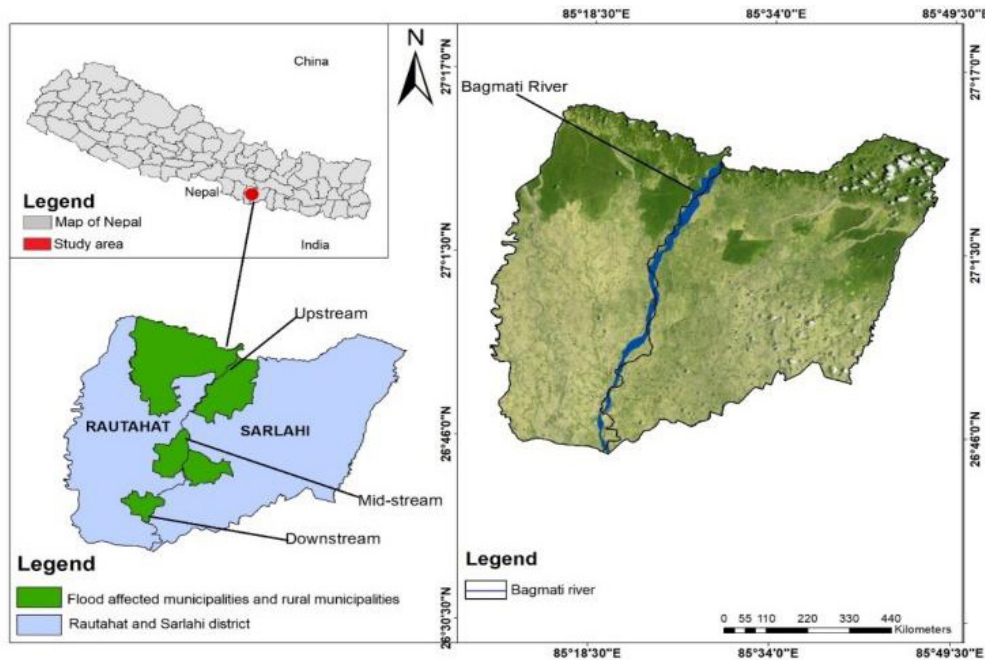 85°18'30"E
85°34'0"E
85°49'30"E
China
N
Nepal
India
Legend
Map of Nepal
Study area
27°17'0"N
27°1'30"N
26°46'0"N
26°30'30"N
Upstream
RAUTAHAT
SARLAHI
Mid-stream
Downstream
Legend
Flood affected municipalities and rural municipalities
Rautahat and Sarlahi district
Bagmati River
27°17'0"N
27°1'30"N
26°46'0"N
26°30'30"N
Legend
Bagmati river
0 55 110 220 330 440
Kilometers
85°18'30"E
85°34'0"E
85°49'30"E